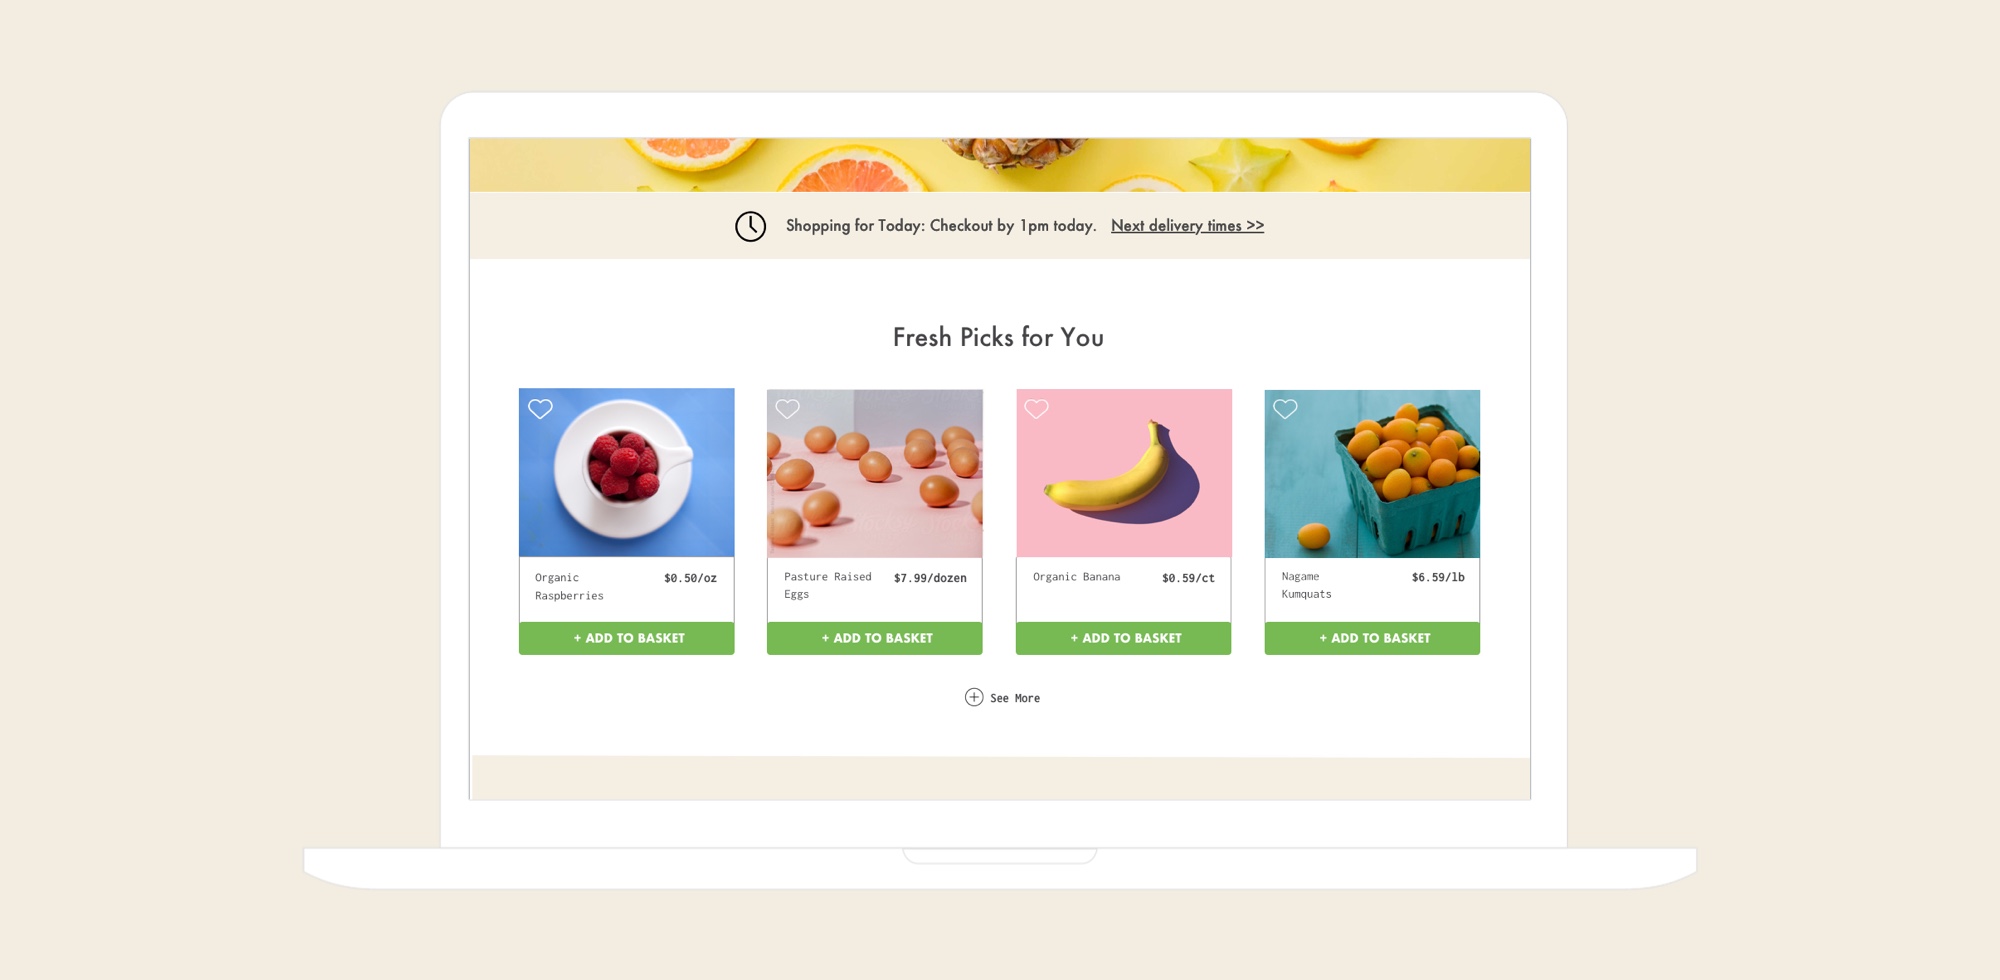 Shopping for Today: Checkout by 1pm today. Next delivery times >>
Fresh Picks for You
Organic $0.50/oz
Raspberries
Pasture Raised $7.99/dozen
Eggs
Organic Banana $0.59/ct
Nagame $6.59/lb
Kumquats
+ ADD TO BASKET
+ ADD TO BASKET
+ ADD TO BASKET
+ ADD TO BASKET
See More